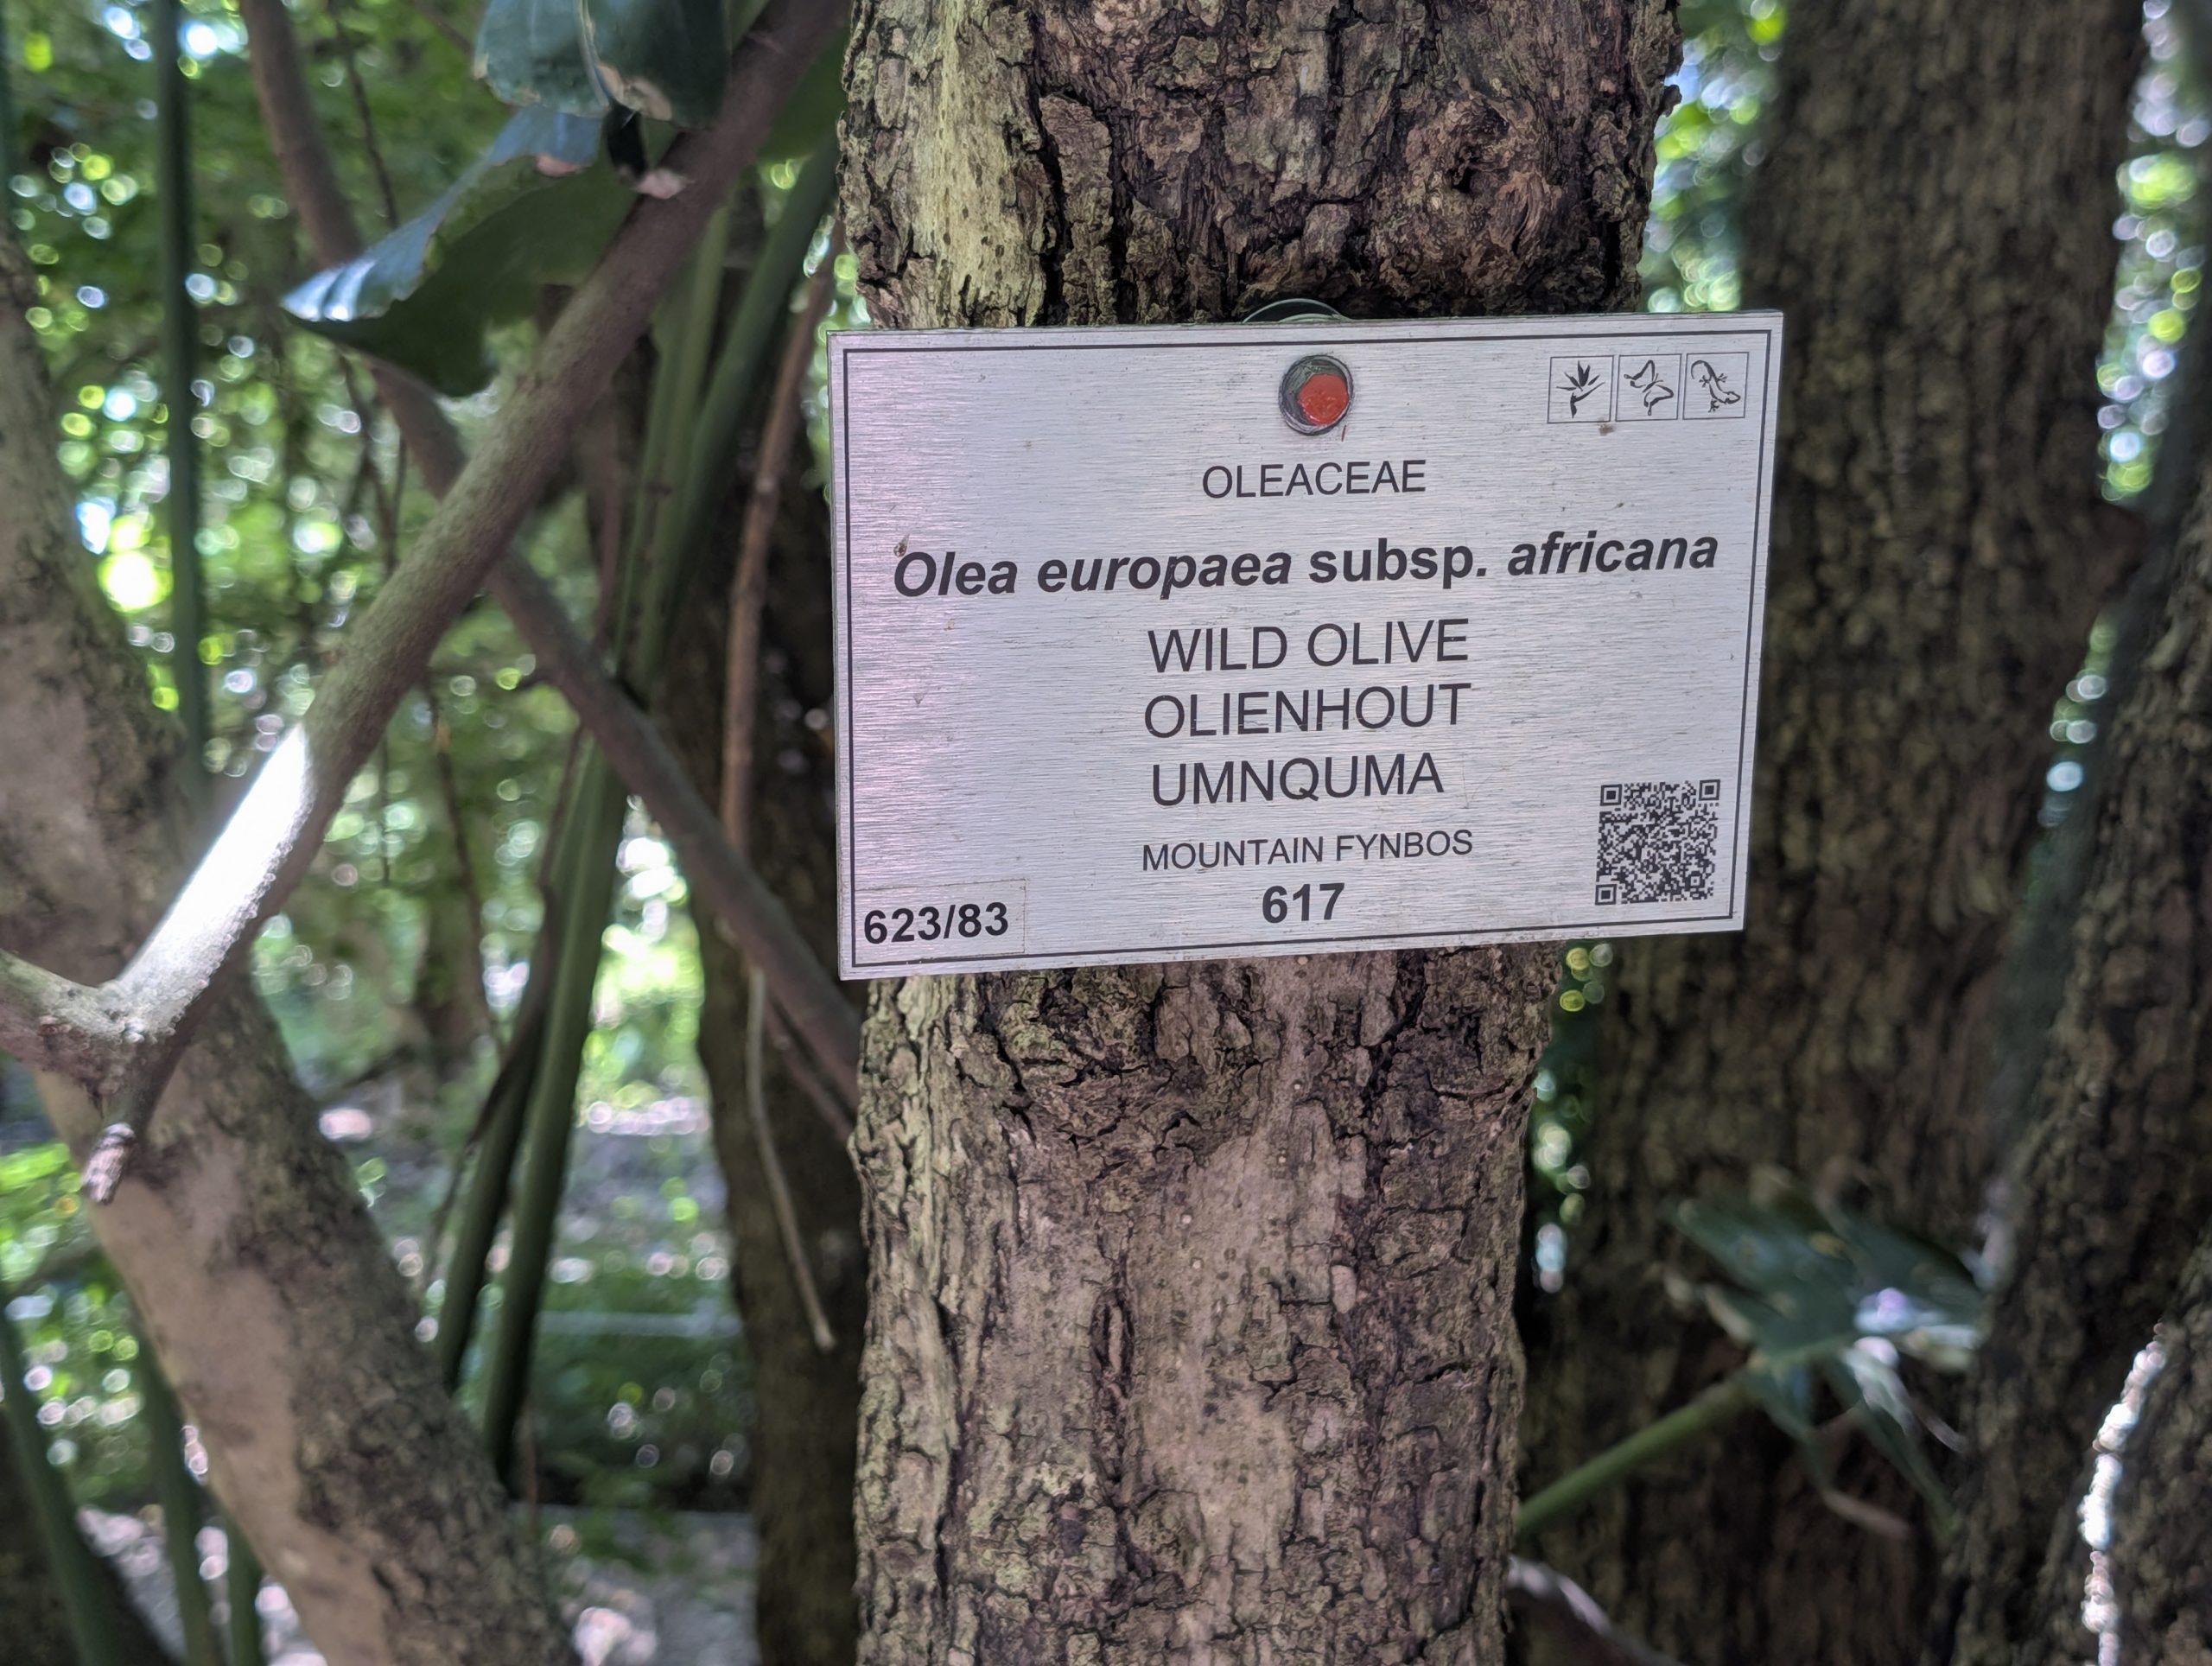 OLEACEAE
Olea europaea subsp. africana
WILD OLIVE
OLIENHOUT
UMNQUMA
MOUNTAIN FYNBOS
617
623/83